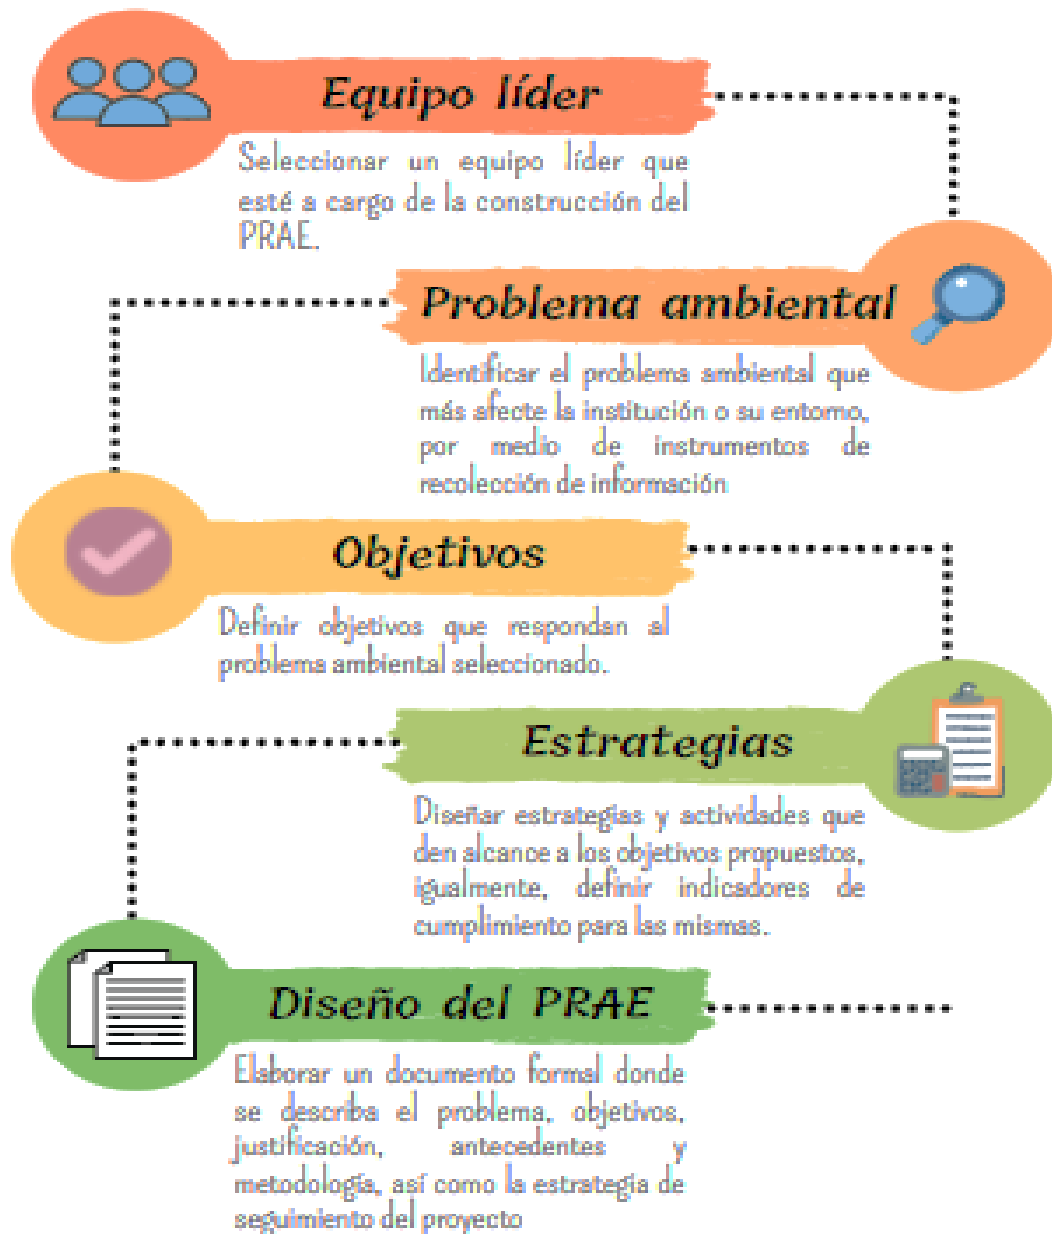 Equipo líder
Seleccionar un equipo líder que
esté a cargo de la construcción del
PRAE.
Problema ambiental
Identificar el problema ambiental que
más afecte la institución o su entorno,
por medio de instrumentos de
recolección de información
Objetivos
Definir objetivos que respondan al
problema ambiental seleccionado.
Estrategias
Diseñar estrategias y actividades que
den alcance a los objetivos propuestos,
igualmente, definir indicadores de
cumplimiento para las mismas.
Diseño del PRAE
Elaborar un documento formal donde
se describa el problema, objetivos,
justificación, antecedentes y
metodología, así como la estrategia de
seguimiento del proyecto